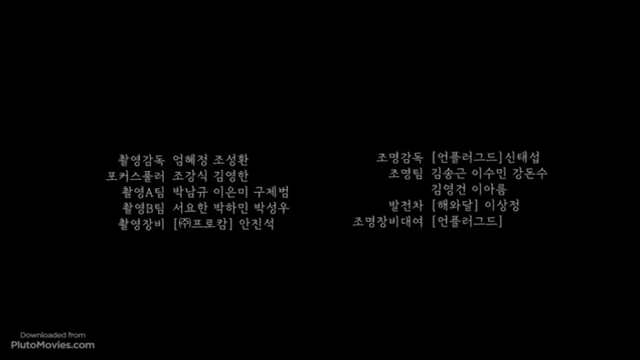 촬영감독 엄혜정 조성환
포커스풀러 조강식 김영한
촬영A팀 박남규 이은미 구제범
촬영B팀 서요한 박하민 박성우
촬영장비 [㈜프로캄] 안진석
조명감독 [언플러그드]신태섭
조명팀 김송근 이수민 강돈수
김영건 이아름
발전차 [해와달] 이상정
조명장비대여 [언플러그드]
Downloaded from
PlutoMovies.com